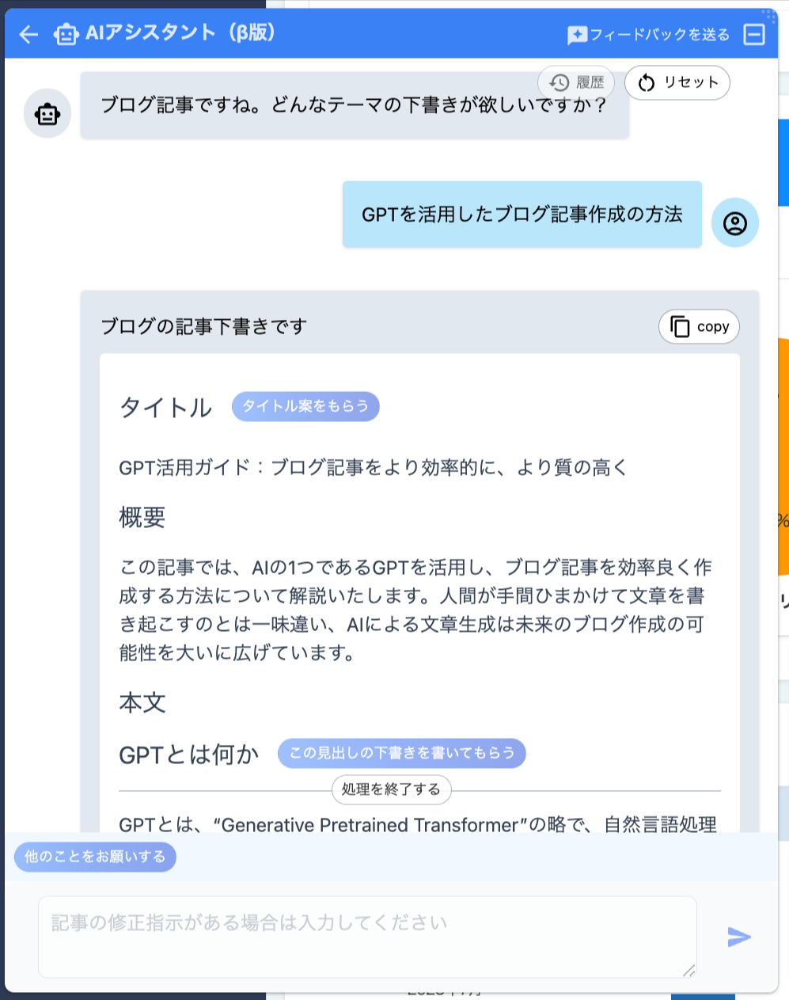 AIアシスタント（β版）
フィードバックを送る
履歴
リセット
ブログ記事ですね。どんなテーマの下書きが欲しいですか？
GPTを活用したブログ記事作成の方法
ブログの記事下書きです
copy
タイトル
タイトル案をもらう
GPT活用ガイド：ブログ記事をより効率的に、より質の高く
概要
この記事では、AIの1つであるGPTを活用し、ブログ記事を効率良く作
成する方法について解説いたします。人間が手間ひまかけて文章を書
き起こすのとは一味違い、AIによる文章生成は未来のブログ作成の可
能性を大いに広げています。
本文
GPTとは何か
この見出しの下書きを書いてもらう
処理を終了する
GPTとは、“Generative Pretrained Transformer”の略で、自然言語処理
他のことをお願いする
記事の修正指示がある場合は入力してください
%
リ